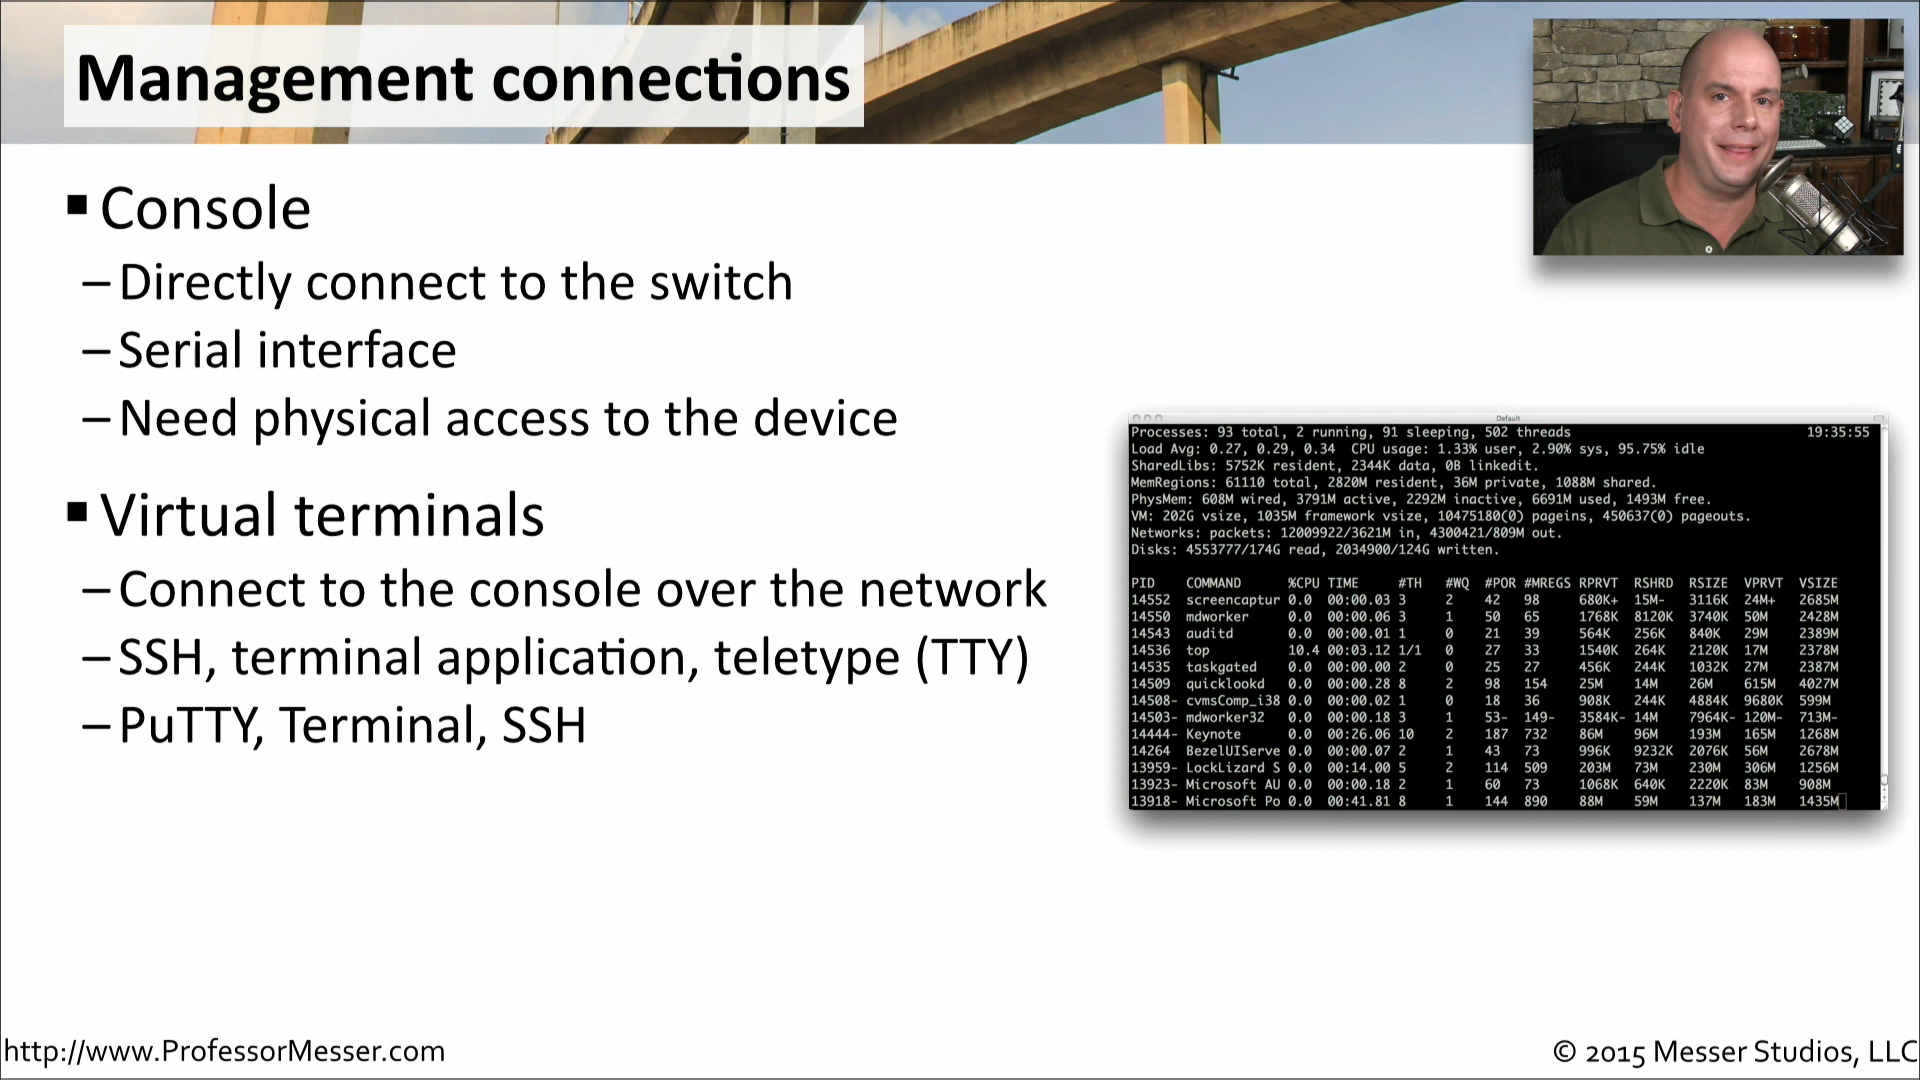 Management connections
▪ Console
– Directly connect to the switch
– Serial interface
– Need physical access to the device
▪ Virtual terminals
– Connect to the console over the network
– SSH, terminal application, teletype (TTY)
– PuTTY, Terminal, SSH
Default
Processes: 93 total, 2 running, 91 sleeping, 502 threads 19:35:55
Load Avg: 0.27, 0.29, 0.34 CPU usage: 1.33% user, 2.90% sys, 95.75% idle
SharedLibs: 5752K resident, 2344K data, 0B linkedit.
MemRegions: 61110 total, 2820M resident, 36M private, 1088M shared.
PhysMem: 608M wired, 3791M active, 2292M inactive, 6691M used, 1493M free.
VM: 202G vsize, 1035M framework vsize, 10475180(0) pageins, 450637(0) pageouts.
Networks: packets: 12009922/3621M in, 4300421/809M out.
Disks: 4553777/174G read, 2034900/124G written.
PID COMMAND %CPU TIME #TH #WQ #POR #MREGS RPRVT RSHRD RSIZE VPRVT VSIZE
14552 screencaptur 0.0 00:00.03 3 2 42 98 680K+ 15M- 3116K 24M+ 2685M
14550 mdworker 0.0 00:00.06 3 1 50 65 1768K 8120K 3740K 50M 2428M
14543 auditd 0.0 00:00.01 1 0 21 39 564K 256K 840K 29M 2389M
14536 top 10.4 00:03.12 1/1 0 27 33 1540K 264K 2120K 17M 2378M
14535 taskgated 0.0 00:00.00 2 0 25 27 456K 244K 1032K 27M 2387M
14509 quicklookd 0.0 00:00.28 8 2 98 154 25M 14M 26M 615M 4027M
14508- cvmsComp_i38 0.0 00:00.02 1 0 18 36 908K 244K 4884K 9680K 599M
14503- mdworker32 0.0 00:00.18 3 1 53- 149- 3584K- 14M 7964K- 120M- 713M-
14444- Keynote 0.0 00:26.06 10 2 187 732 86M 96M 193M 165M 1268M
14264 BezelUIServe 0.0 00:00.07 2 1 43 73 996K 9232K 2076K 56M 2678M
13959- LockLizard S 0.0 00:14.00 5 2 114 509 203M 73M 230M 306M 1256M
13923- Microsoft AU 0.0 00:00.18 2 1 60 73 1068K 640K 2220K 83M 908M
13918- Microsoft Po 0.0 00:41.81 8 1 144 890 88M 59M 137M 183M 1435M
http://www.ProfessorMesser.com
© 2015 Messer Studios, LLC